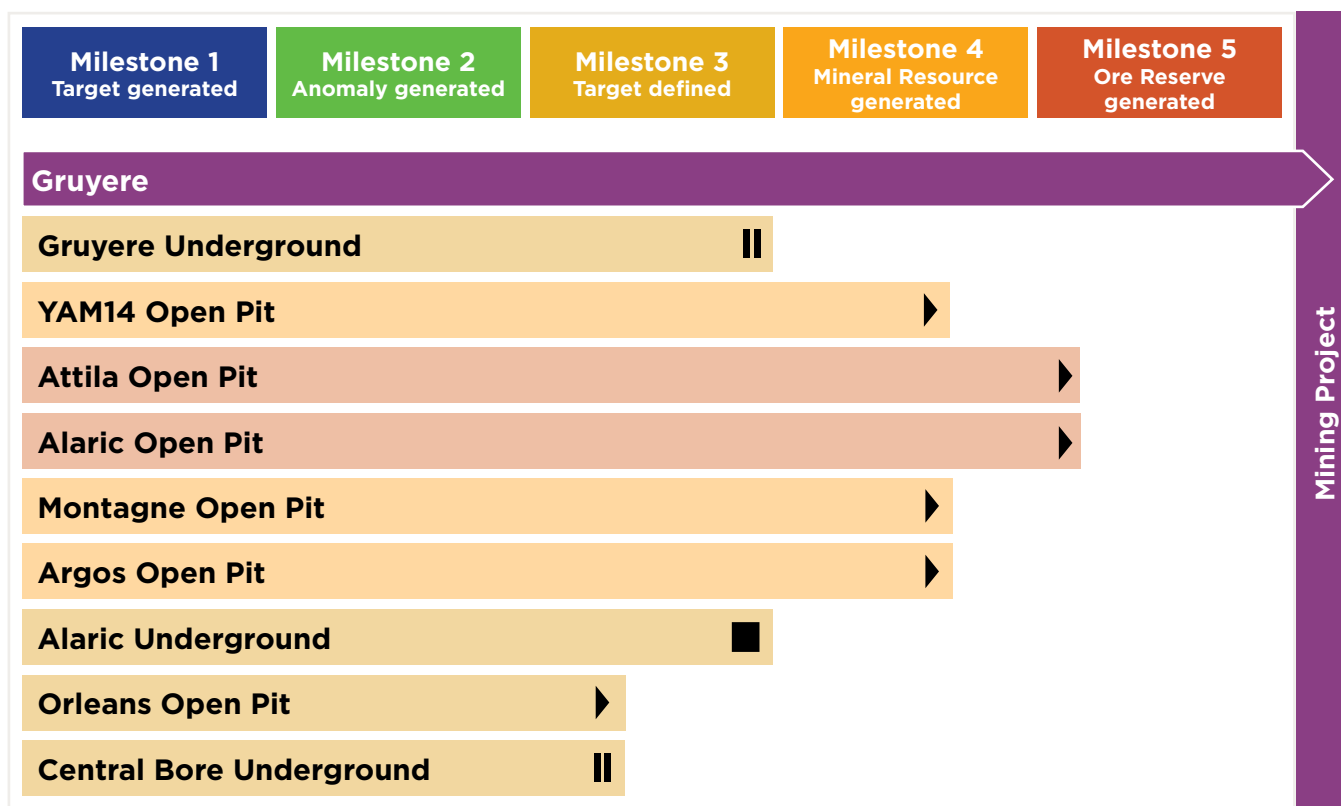 Milestone 1
Target generated
Milestone 2
Anomaly generated
Milestone 3
Target defined
Milestone 4
Mineral Resource
generated
Milestone 5
Ore Reserve
generated
Gruyere
Gruyere Underground
YAM14 Open Pit
Attila Open Pit
Alaric Open Pit
Montagne Open Pit
Argos Open Pit
Alaric Underground
Orleans Open Pit
Central Bore Underground
Mining Project